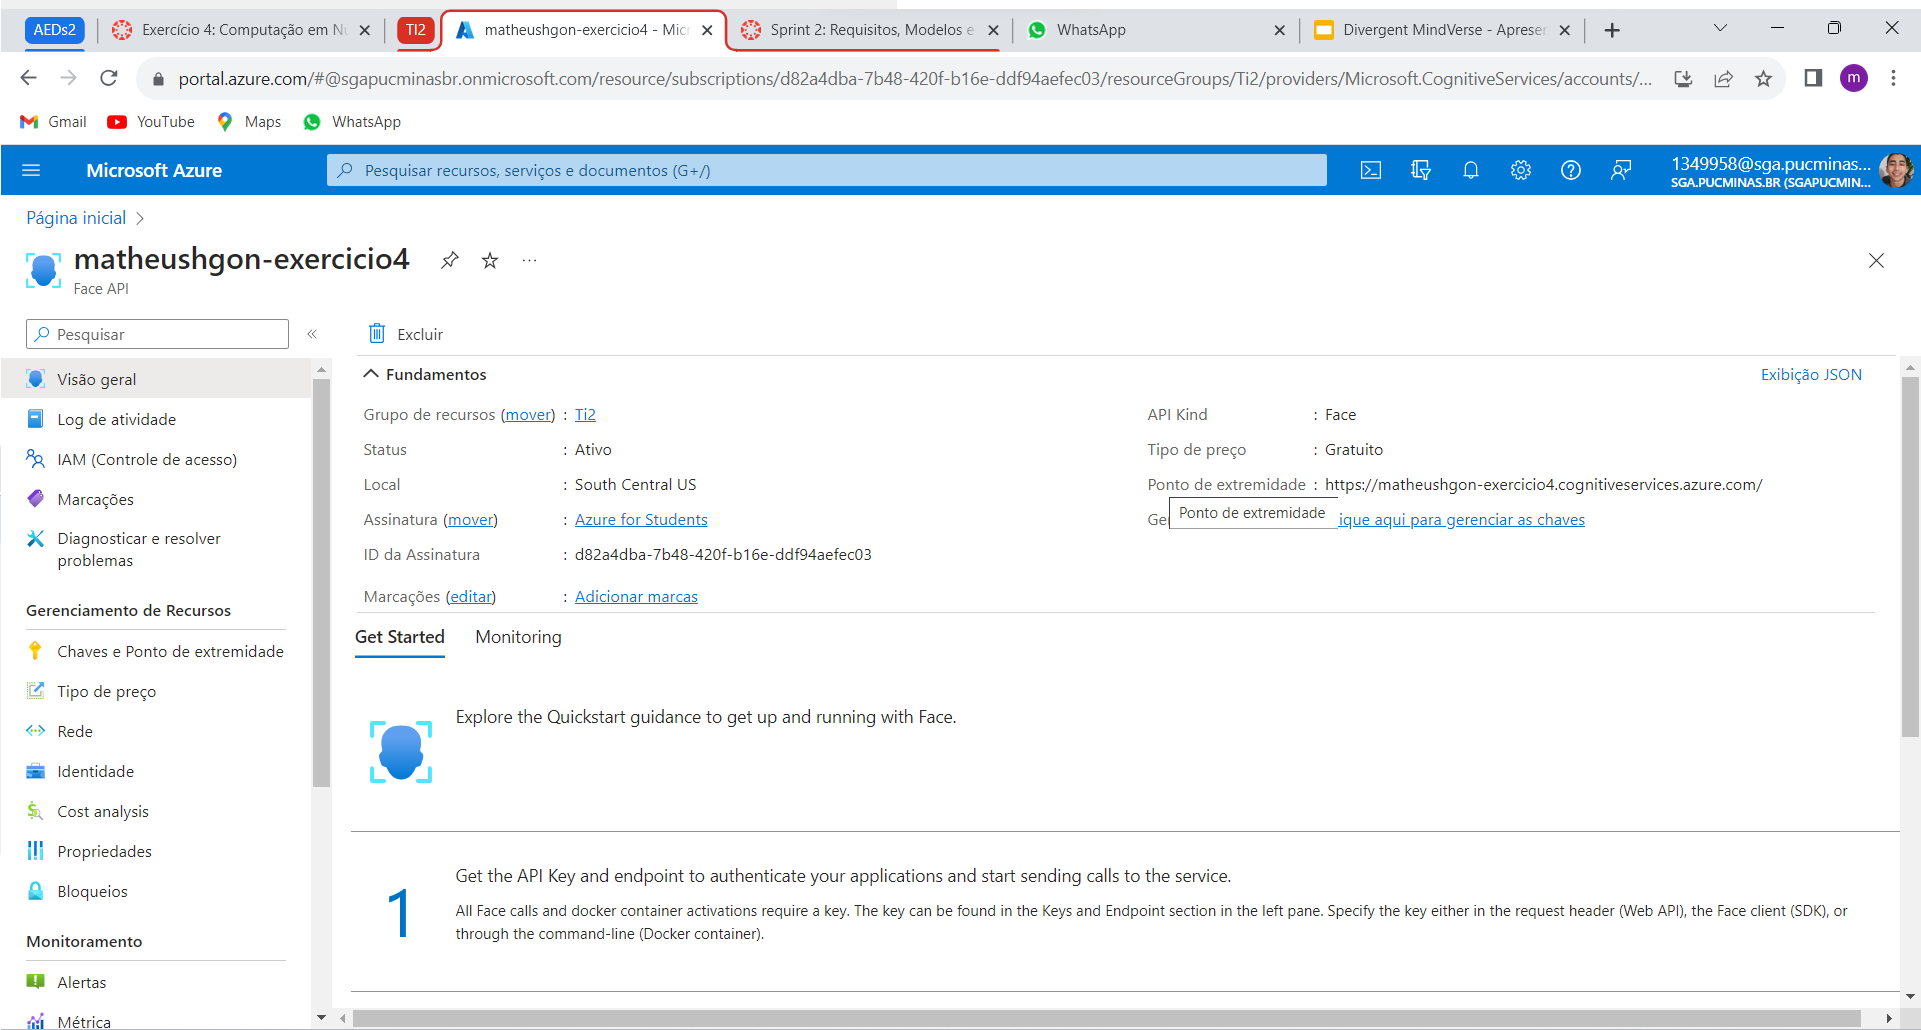 AEDs2
Exercício 4: Computação em Nu
TI2
matheushgon-exercicio4 - Micr
Sprint 2: Requisitos, Modelos e
WhatsApp
Divergent MindVerse - Apresen
portal.azure.com/#@sgapucminasbr.onmicrosoft.com/resource/subscriptions/d82a4dba-7b48-420f-b16e-ddf94aefec03/resourceGroups/Ti2/providers/Microsoft.CognitiveServices/accounts/...
m
Gmail
YouTube
Maps
WhatsApp
Microsoft Azure
Pesquisar recursos, serviços e documentos (G+/)
1349958@sga.pucminas...
SGA.PUCMINAS.BR (SGAPUCMIN...
Página inicial
matheushgon-exercicio4
Face API
Pesquisar
Excluir
Visão geral
Log de atividade
IAM (Controle de acesso)
Marcações
Diagnosticar e resolver
problemas
Gerenciamento de Recursos
Chaves e Ponto de extremidade
Tipo de preço
Rede
Identidade
Cost analysis
Propriedades
Bloqueios
Monitoramento
Alertas
Métrica
Fundamentos
Exibição JSON
Grupo de recursos (mover) : Ti2
Status : Ativo
Local : South Central US
Assinatura (mover) : Azure for Students
ID da Assinatura : d82a4dba-7b48-420f-b16e-ddf94aefec03
Marcações (editar) : Adicionar marcas
API Kind : Face
Tipo de preço : Gratuito
Ponto de extremidade : https://matheushgon-exercicio4.cognitiveservices.azure.com/
Ge
Ponto de extremidade
ique aqui para gerenciar as chaves
Get Started
Monitoring
Explore the Quickstart guidance to get up and running with Face.
1
Get the API Key and endpoint to authenticate your applications and start sending calls to the service.
All Face calls and docker container activations require a key. The key can be found in the Keys and Endpoint section in the left pane. Specify the key either in the request header (Web API), the Face client (SDK), or
through the command-line (Docker container).